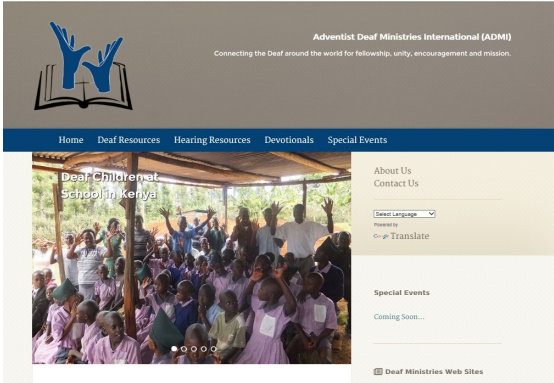 Adventist Deaf Ministries International (ADMI)
Connecting the Deaf around the world for fellowship, unity, encouragement and mission.
Home Deaf Resources Hearing Resources Devotionals Special Events
Deaf Children at
School in Kenya
About Us
Contact Us
Select Language
Powered by
Google Translate
Special Events
Coming Soon...
Deaf Ministries Web Sites